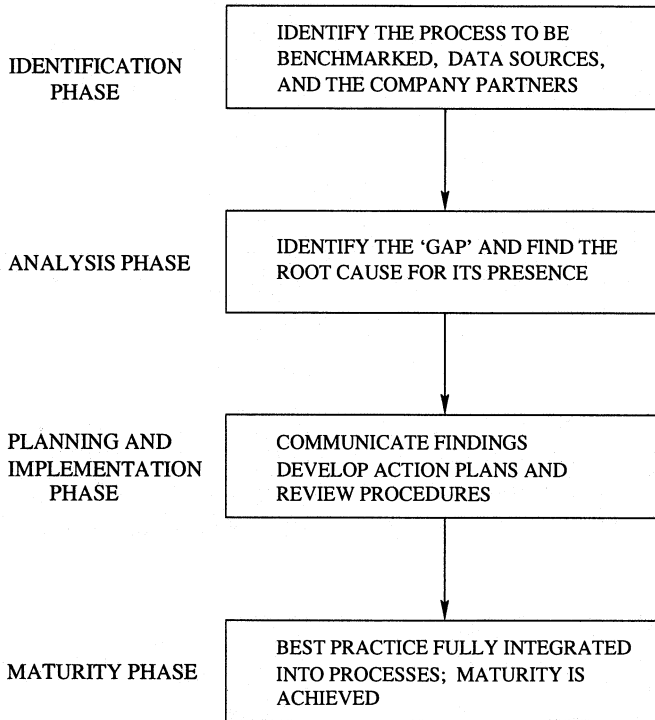 IDENTIFICATION
PHASE
IDENTIFY THE PROCESS TO BE
BENCHMARKED, DATA SOURCES,
AND THE COMPANY PARTNERS
ANALYSIS PHASE
IDENTIFY THE ‘GAP’ AND FIND THE
ROOT CAUSE FOR ITS PRESENCE
PLANNING AND
IMPLEMENTATION
PHASE
COMMUNICATE FINDINGS
DEVELOP ACTION PLANS AND
REVIEW PROCEDURES
MATURITY PHASE
BEST PRACTICE FULLY INTEGRATED
INTO PROCESSES; MATURITY IS
ACHIEVED